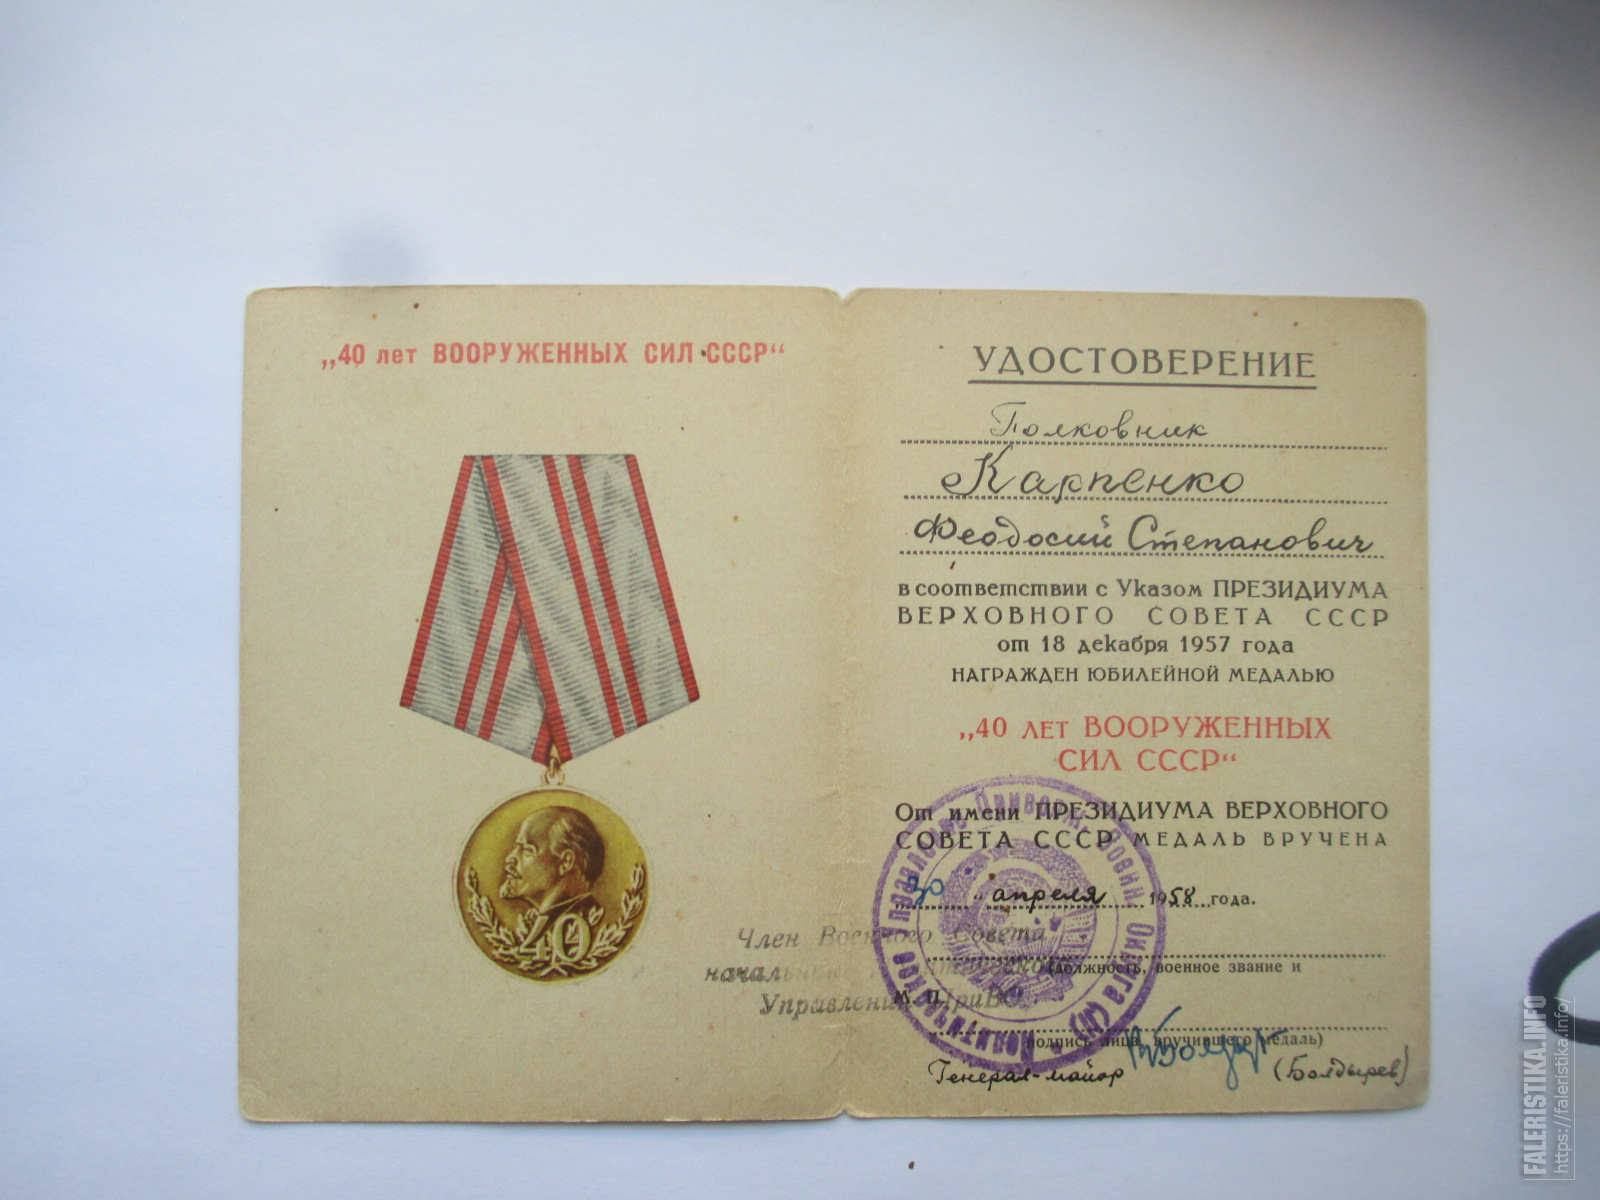 „40 лет ВООРУЖЕННЫХ СИЛ СССР“
40
УДОСТОВЕРЕНИЕ
Полковник
Карпенко
Феодосий Степанович
в соответствии с Указом ПРЕЗИДИУМА
ВЕРХОВНОГО СОВЕТА СССР
от 18 декабря 1957 года
НАГРАЖДЕН ЮБИЛЕЙНОЙ МЕДАЛЬЮ
„40 ЛЕТ ВООРУЖЕННЫХ
СИЛ СССР“
От имени ПРЕЗИДИУМА ВЕРХОВНОГО
СОВЕТА СССР МЕДАЛЬ ВРУЧЕНА
„30 “ апреля 1958 года.
Член Военного Совета
Управления ПриВО
(должность, военное звание и
М. П.
подпись лица, вручившего медаль)
Генерал-майор (Болдырев)
FALERISTIKA.INFO
https://faleristika.info/